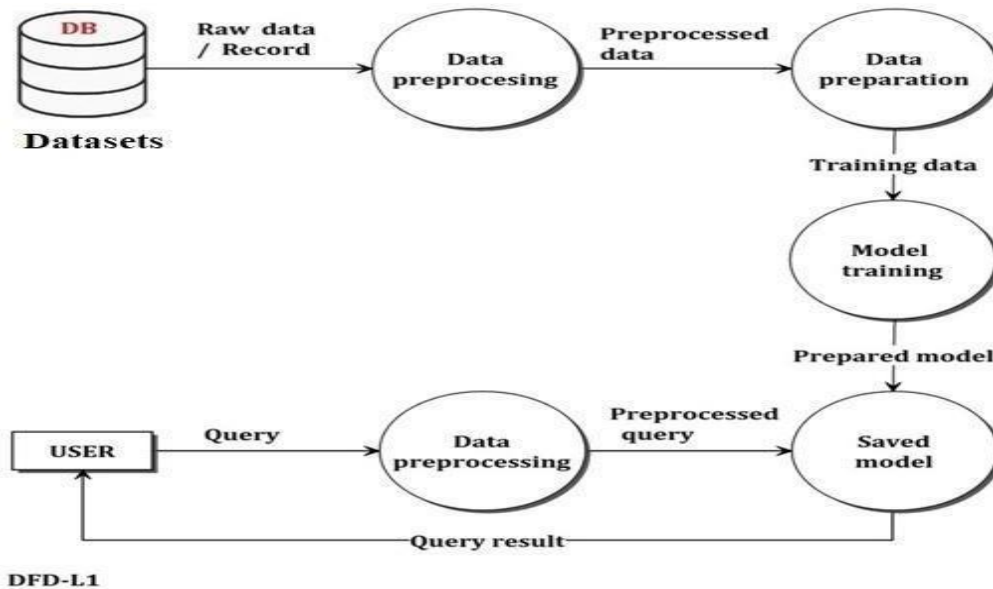 DB
Datasets
Raw data
/ Record
Data
preprocesing
Preprocessed
data
Data
preparation
Training data
Model
training
Prepared model
USER
Query
Data
preprocessing
Preprocessed
query
Saved
model
Query result
DFD-L1